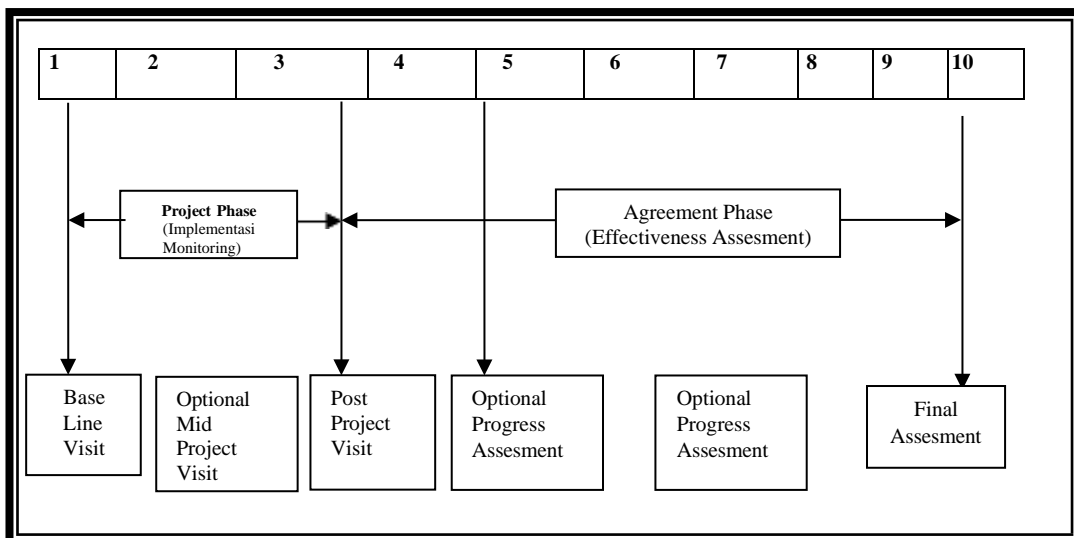 1 2 3 4 5 6 7 8 9 10
Project Phase
(Implementasi
Monitoring)
Agreement Phase
(Effectiveness Assesment)
Base
Line
Visit
Optional
Mid
Project
Visit
Post
Project
Visit
Optional
Progress
Assesment
Optional
Progress
Assesment
Final
Assesment